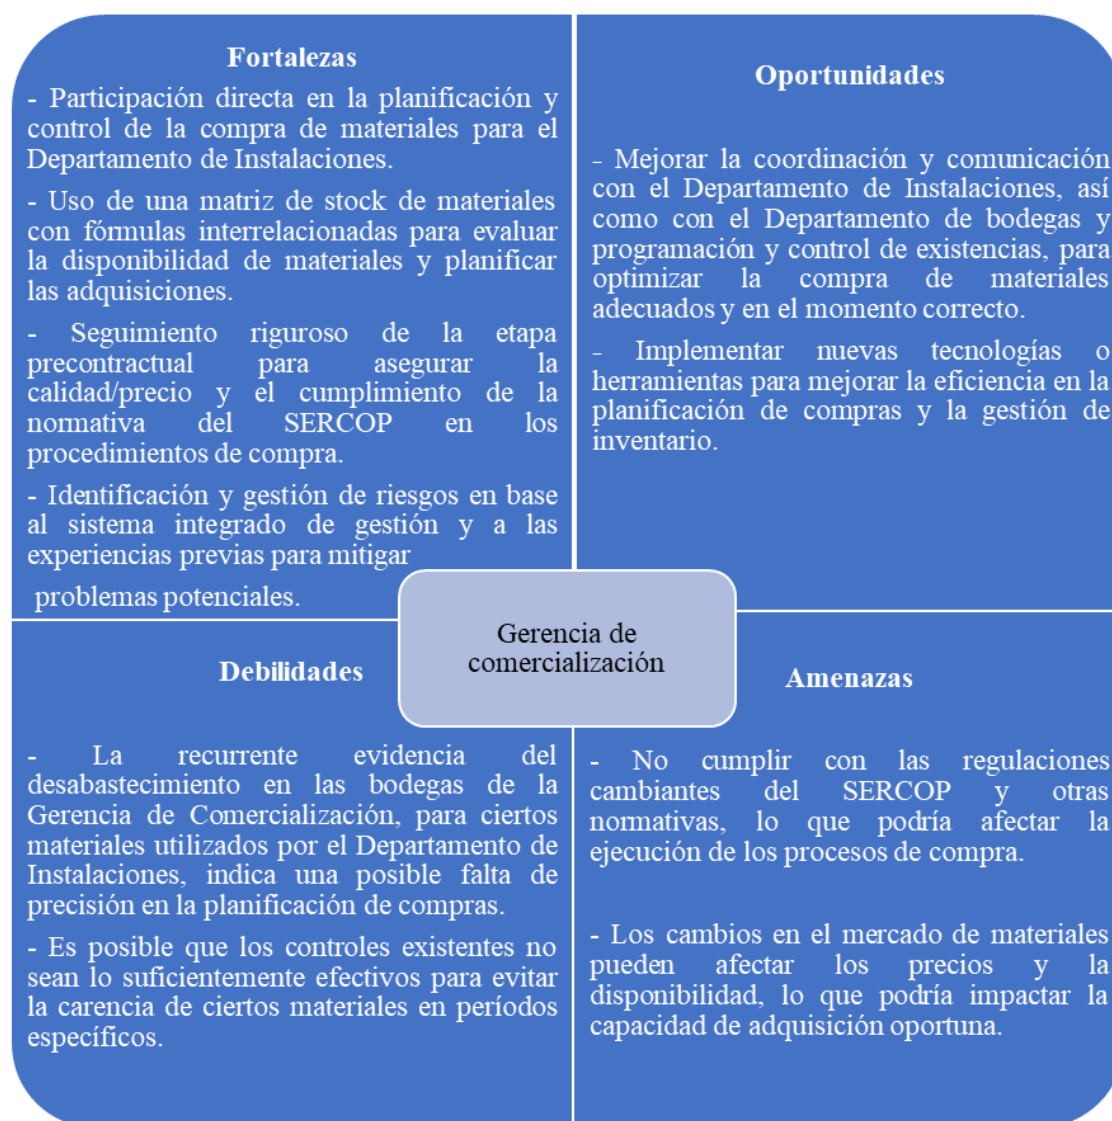 Fortalezas
- Participación directa en la planificación y
control de la compra de materiales para el
Departamento de Instalaciones.
- Uso de una matriz de stock de materiales
con fórmulas interrelacionadas para evaluar
la disponibilidad de materiales y planificar
las adquisiciones.
- Seguimiento riguroso de la etapa
precontractual para asegurar la
calidad/precio y el cumplimiento de la
normativa del SERCOP en los
procedimientos de compra.
- Identificación y gestión de riesgos en base
al sistema integrado de gestión y a las
experiencias previas para mitigar
problemas potenciales.
Oportunidades
- Mejorar la coordinación y comunicación
con el Departamento de Instalaciones, así
como con el Departamento de bodegas y
programación y control de existencias, para
optimizar la compra de materiales
adecuados y en el momento correcto.
- Implementar nuevas tecnologías o
herramientas para mejorar la eficiencia en la
planificación de compras y la gestión de
inventario.
Gerencia de
comercialización
Debilidades
- La recurrente evidencia del
desabastecimiento en las bodegas de la
Gerencia de Comercialización, para ciertos
materiales utilizados por el Departamento de
Instalaciones, indica una posible falta de
precisión en la planificación de compras.
- Es posible que los controles existentes no
sean lo suficientemente efectivos para evitar
la carencia de ciertos materiales en períodos
específicos.
Amenazas
- No cumplir con las regulaciones
cambiantes del SERCOP y otras
normativas, lo que podría afectar la
ejecución de los procesos de compra.
- Los cambios en el mercado de materiales
pueden afectar los precios y la
disponibilidad, lo que podría impactar la
capacidad de adquisición oportuna.